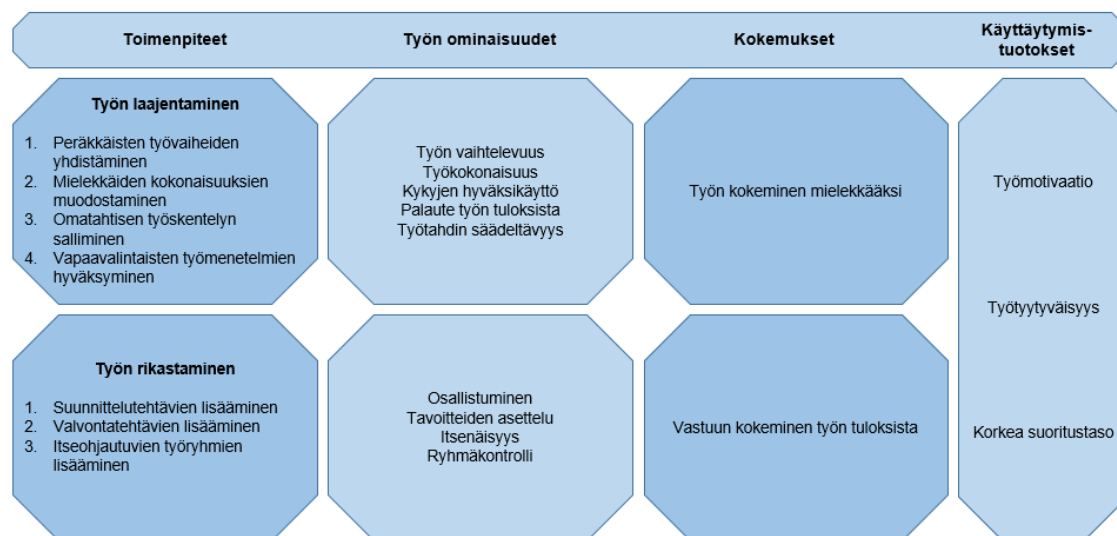 Toimenpiteet
Työn ominaisuudet
Kokemukset
Käyttäytymis-
tuotokset
Työn laajentaminen
1. Peräkkäisten työvaiheiden
yhdistäminen
2. Mielekkäiden kokonaisuuksien
muodostaminen
3. Omatahtisen työskentelyn
salliminen
4. Vapaavalintaisten työmenetelmien
hyväksyminen
Työn vaihtelevuus
Työkokonaisuus
Kykyjen hyväksikäyttö
Palaute työn tuloksista
Työtahdin säädeltävyys
Työn kokeminen mielekkääksi
Työn rikastaminen
1. Suunnittelutehtävien lisääminen
2. Valvontatehtävien lisääminen
3. Itseohjautuvien työryhmien
lisääminen
Osallistuminen
Tavoitteiden asettelu
Itsenäisyys
Ryhmäkontrolli
Vastuun kokeminen työn tuloksista
Työmotivaatio
Työtyytyväisyys
Korkea suoritustaso